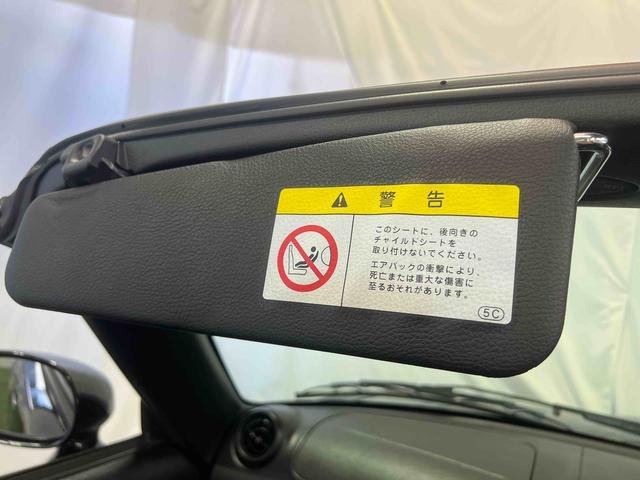 警告
このシートに、後向きの
チャイルドシートを
取り付けないでください。
エアバックの衝撃により、
死亡または重大な傷害に
至るおそれがあります。
5C